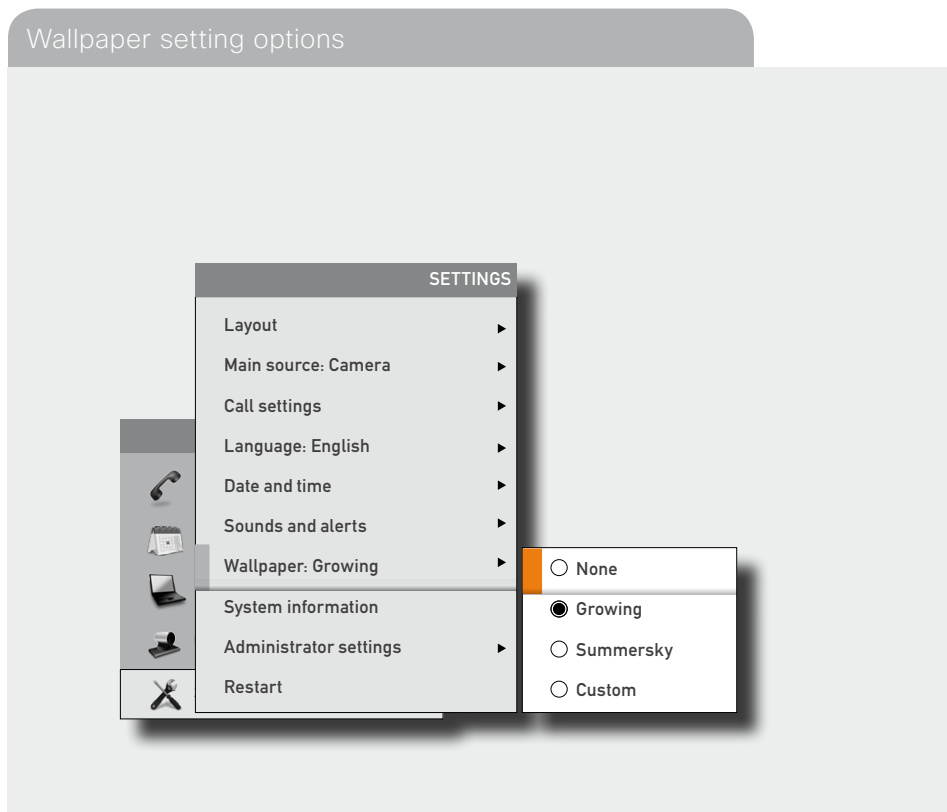 Wallpaper setting options
SETTINGS
Layout
Main source: Camera
Call settings
Language: English
Date and time
Sounds and alerts
Wallpaper: Growing
System information
Administrator settings
Restart
None
Growing
Summersky
Custom